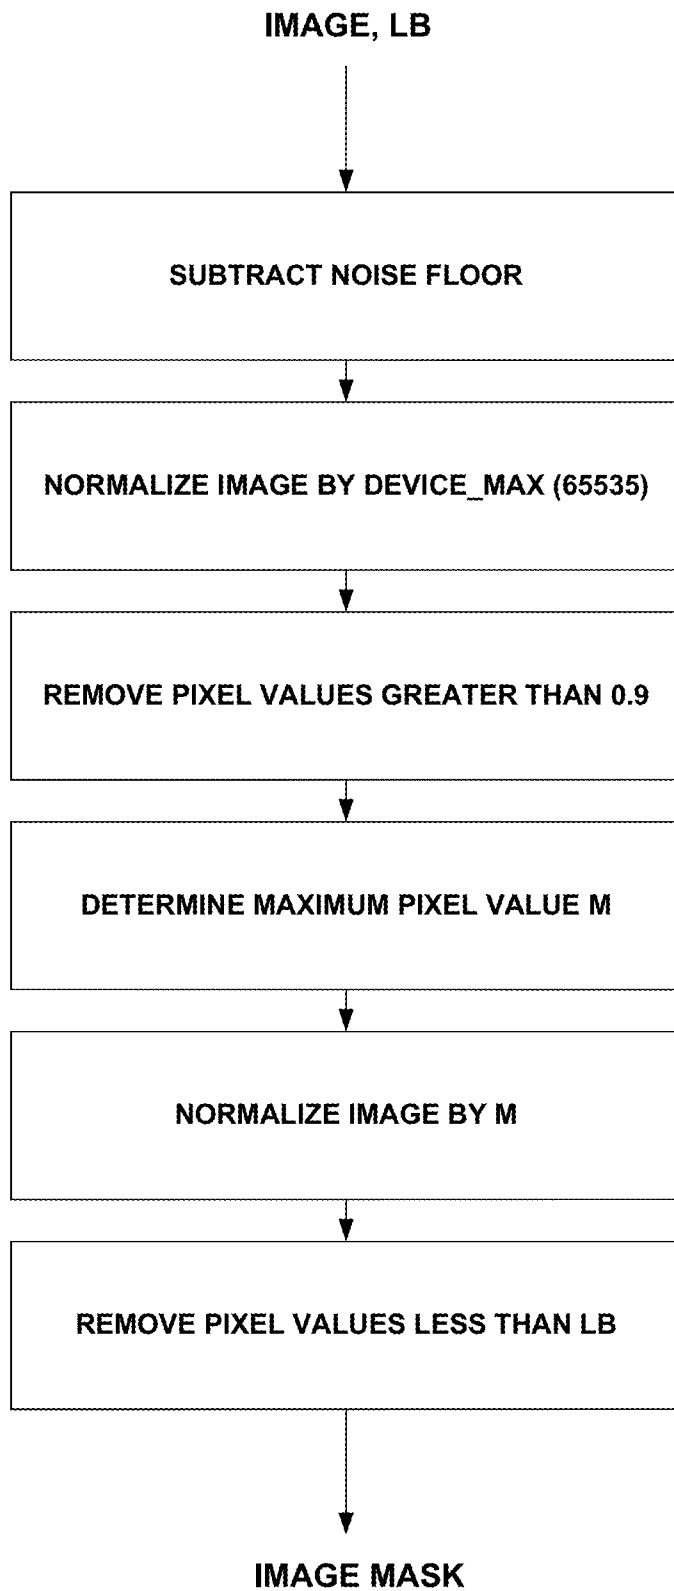 IMAGE, LB
SUBTRACT NOISE FLOOR
NORMALIZE IMAGE BY DEVICE_MAX (65535)
REMOVE PIXEL VALUES GREATER THAN 0.9
DETERMINE MAXIMUM PIXEL VALUE M
NORMALIZE IMAGE BY M
REMOVE PIXEL VALUES LESS THAN LB
IMAGE MASK